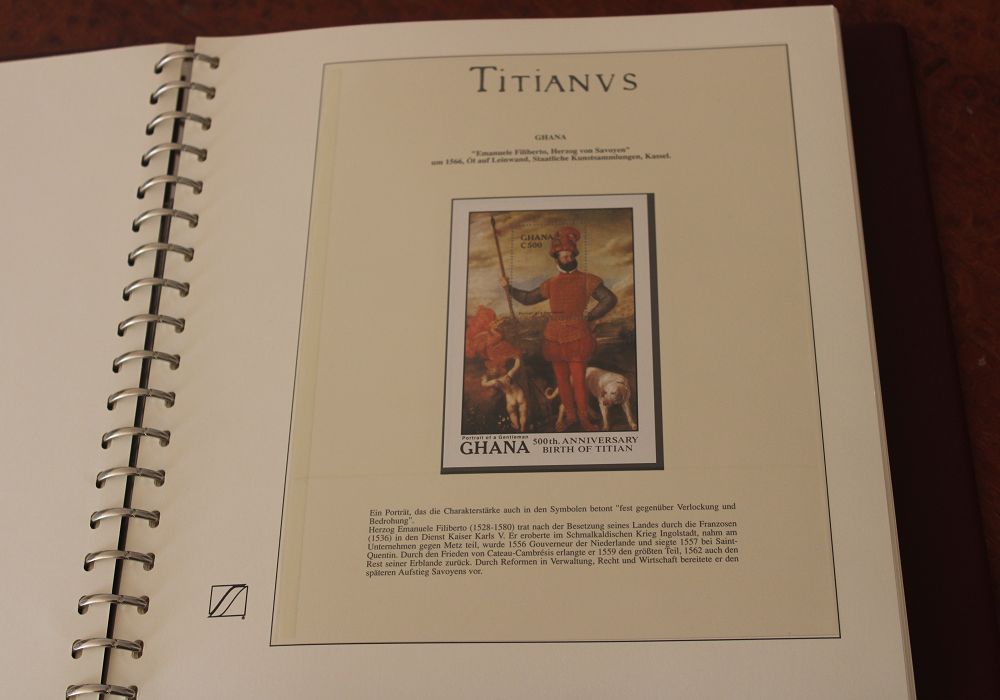 TITIANVS
GHANA
"Emanuele Filiberto, Herzog von Savoyen"
um 1566, Öl auf Leinwand, Staatliche Kunstsammlungen, Kassel.
GHANA
C500
Portrait of a Gentleman
Portrait of a Gentleman
GHANA 500th. ANNIVERSARY
BIRTH OF TITIAN
Ein Porträt, das die Charakterstärke auch in den Symbolen betont "fest gegenüber Verlockung und
Bedrohung".
Herzog Emanuele Filiberto (1528-1580) trat nach der Besetzung seines Landes durch die Franzosen
(1536) in den Dienst Kaiser Karls V. Er eroberte im Schmalkaldischen Krieg Ingolstadt, nahm am
Unternehmen gegen Metz teil, wurde 1556 Gouverneur der Niederlande und siegte 1557 bei Saint-
Quentin. Durch den Frieden von Cateau-Cambrésis erlangte er 1559 den größten Teil, 1562 auch den
Rest seiner Erblande zurück. Durch Reformen in Verwaltung, Recht und Wirtschaft bereitete er den
späteren Aufstieg Savoyens vor.